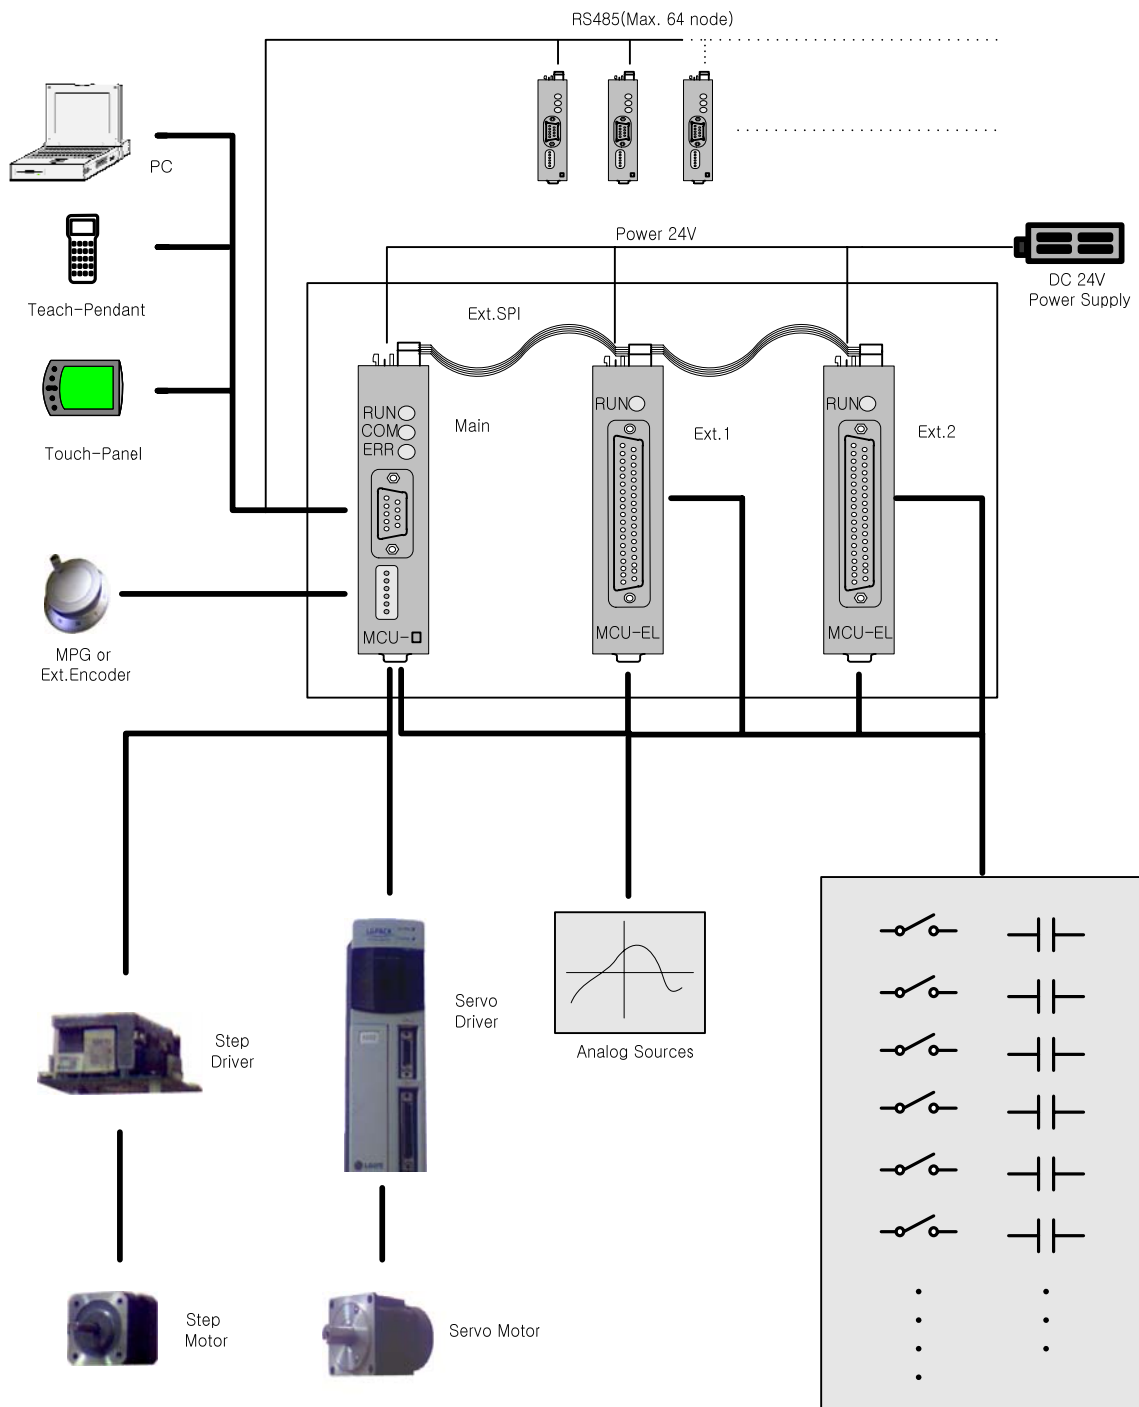 RS485(Max. 64 node)
PC
Power 24V
DC 24V
Power Supply
Teach-Pendant
Ext.SPI
RUN
COM
ERR
Main
RUN
Ext.1
RUN
Ext.2
Touch-Panel
MCU-
MCU-EL
MCU-EL
MPG or
Ext.Encoder
Servo
Driver
Step
Driver
Analog Sources
Step
Motor
Servo Motor